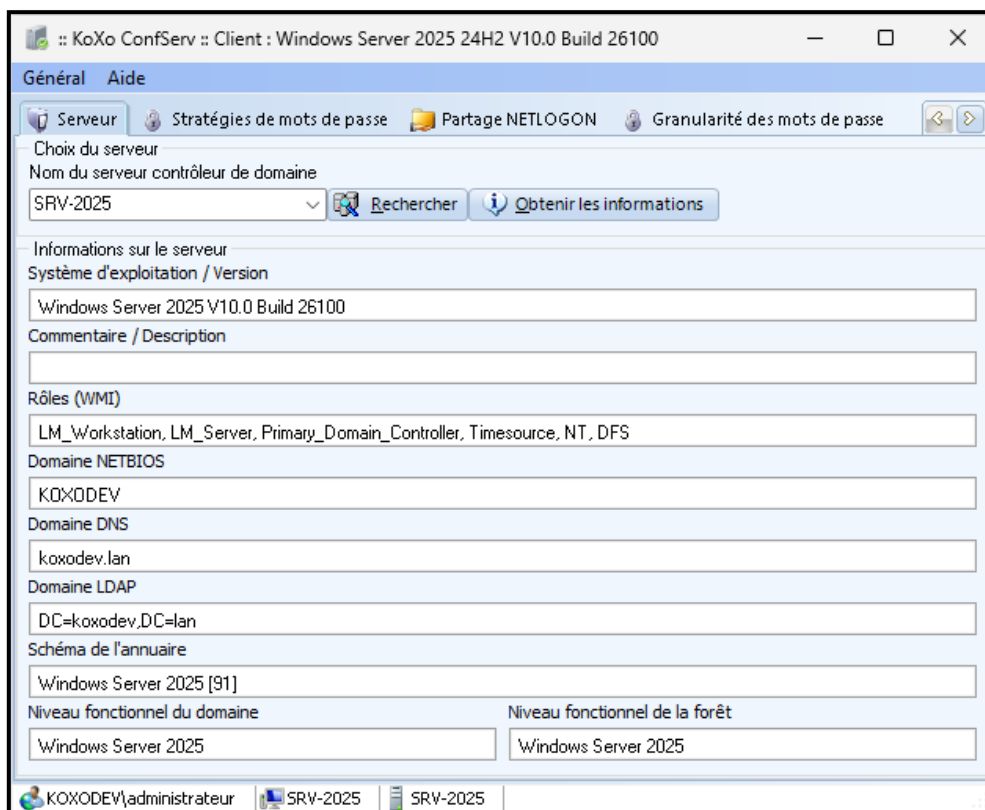 :: KoXo ConfServ :: Client : Windows Server 2025 24H2 V10.0 Build 26100
Général Aide
Serveur Stratégies de mots de passe Partage NETLOGON Granularité des mots de passe
Choix du serveur
Nom du serveur contrôleur de domaine
SRV-2025 Rechercher Obtenir les informations
Informations sur le serveur
Système d'exploitation / Version
Windows Server 2025 V10.0 Build 26100
Commentaire / Description
Rôles (WMI)
LM_Workstation, LM_Server, Primary_Domain_Controller, Timesource, NT, DFS
Domaine NETBIOS
KOXODEV
Domaine DNS
koxodev.lan
Domaine LDAP
DC=koxodev,DC=lan
Schéma de l'annuaire
Windows Server 2025 [91]
Niveau fonctionnel du domaine Niveau fonctionnel de la forêt
Windows Server 2025 Windows Server 2025
KOXODEV\administrateur SRV-2025 SRV-2025